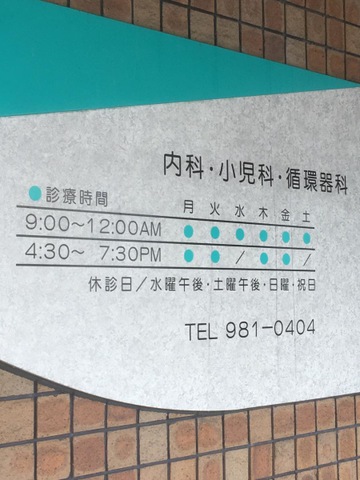 内科・小児科・循環器科
●診療時間 月 火 水 木 金 土
9:00〜12:00AM ● ● ● ● ● ●
4:30〜 7:30PM ● ● / ● ● /
休診日/水曜午後・土曜午後・日曜・祝日
TEL 981-0404